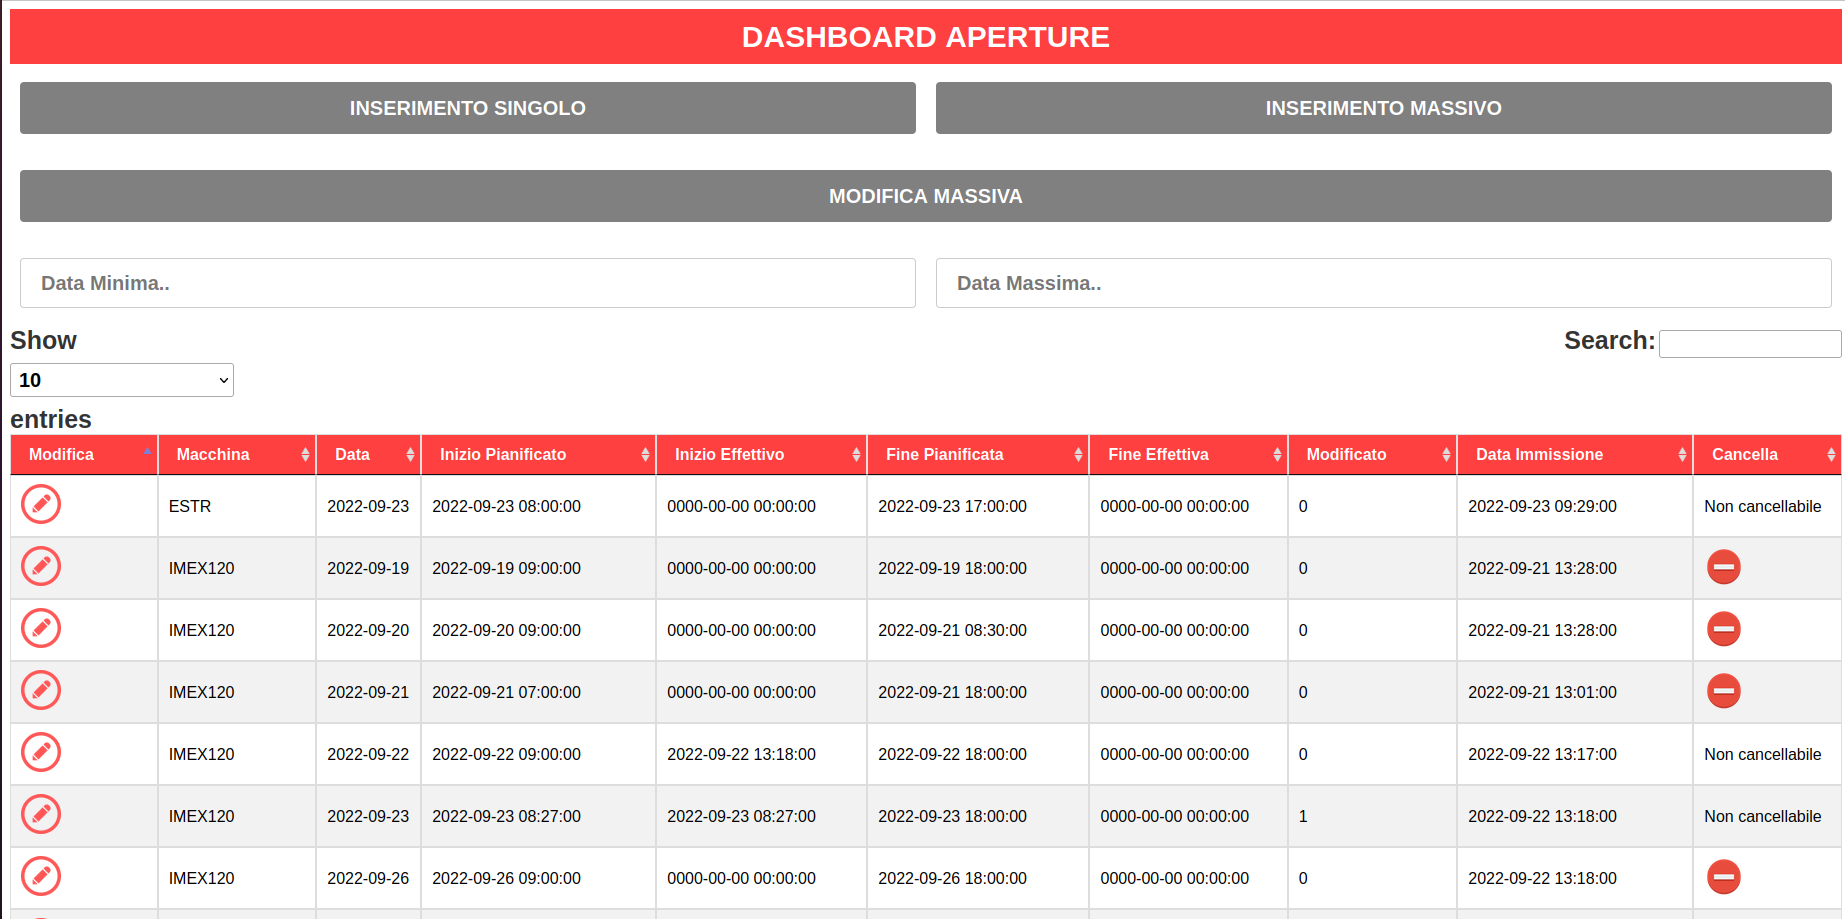 DASHBOARD APERTURE
INSERIMENTO SINGOLO INSERIMENTO MASSIVO
MODIFICA MASSIVA
Data Minima.. Data Massima..
Show Search:
10
entries
Modifica Macchina Data Inizio Pianificato Inizio Effettivo Fine Pianificata Fine Effettiva Modificato Data Immissione Cancella
ESTR 2022-09-23 2022-09-23 08:00:00 0000-00-00 00:00:00 2022-09-23 17:00:00 0000-00-00 00:00:00 0 2022-09-23 09:29:00 Non cancellabile
IMEX120 2022-09-19 2022-09-19 09:00:00 0000-00-00 00:00:00 2022-09-19 18:00:00 0000-00-00 00:00:00 0 2022-09-21 13:28:00
IMEX120 2022-09-20 2022-09-20 09:00:00 0000-00-00 00:00:00 2022-09-21 08:30:00 0000-00-00 00:00:00 0 2022-09-21 13:28:00
IMEX120 2022-09-21 2022-09-21 07:00:00 0000-00-00 00:00:00 2022-09-21 18:00:00 0000-00-00 00:00:00 0 2022-09-21 13:01:00
IMEX120 2022-09-22 2022-09-22 09:00:00 2022-09-22 13:18:00 2022-09-22 18:00:00 0000-00-00 00:00:00 0 2022-09-22 13:17:00 Non cancellabile
IMEX120 2022-09-23 2022-09-23 08:27:00 2022-09-23 08:27:00 2022-09-23 18:00:00 0000-00-00 00:00:00 1 2022-09-22 13:18:00 Non cancellabile
IMEX120 2022-09-26 2022-09-26 09:00:00 0000-00-00 00:00:00 2022-09-26 18:00:00 0000-00-00 00:00:00 0 2022-09-22 13:18:00